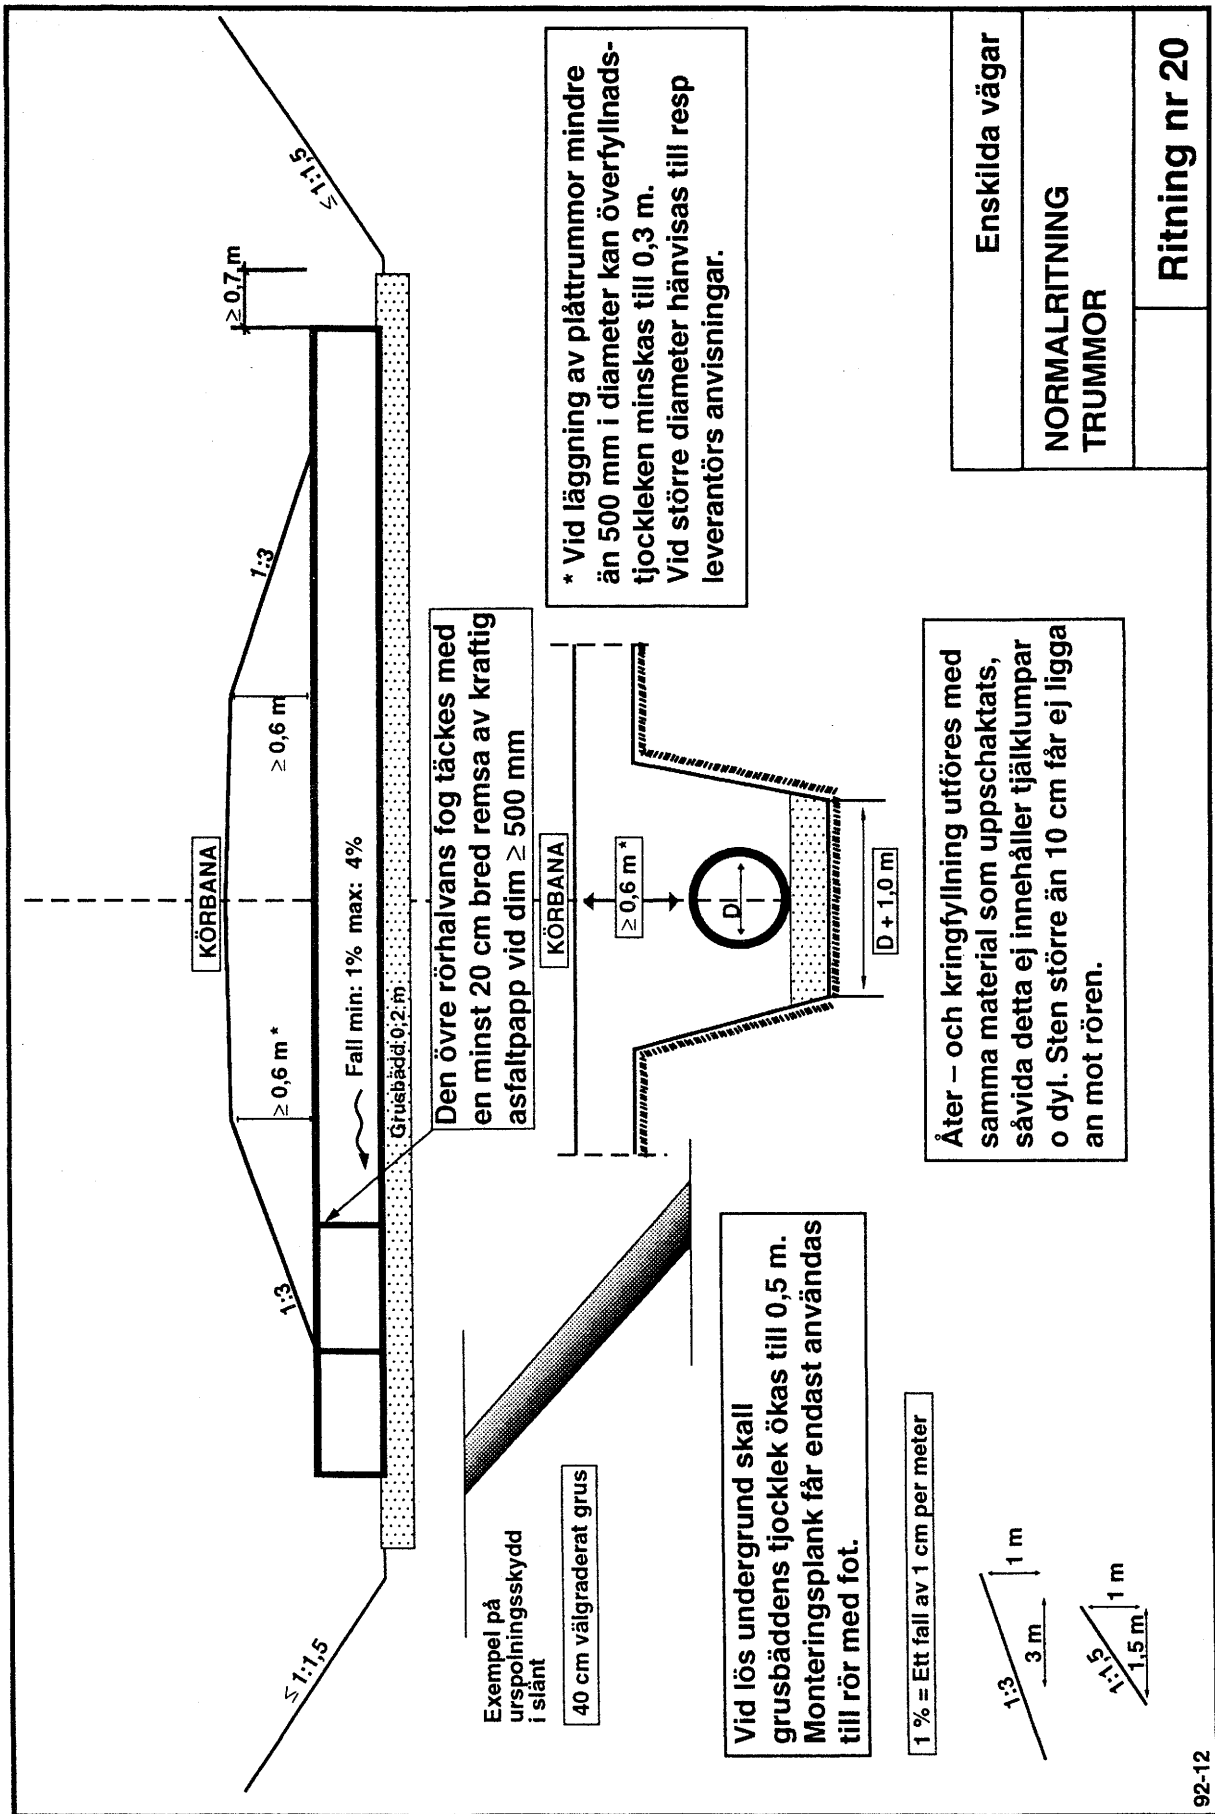 ≤ 1:1,5
1:3
KÖRBANA
1:3
≥ 0,7 m
≤ 1:1,5
≥ 0,6 m *
≥ 0,6 m
Fall min: 1% max: 4%
Grusbädd 0,2 m
Den övre rörhalvans fog täckes med
en minst 20 cm bred remsa av kraftig
asfaltpapp vid dim ≥ 500 mm
Exempel på
urspolningsskydd
i slänt
40 cm välgraderat grus
KÖRBANA
≥ 0,6 m *
D
D + 1,0 m
* Vid läggning av plåttrummor mindre
än 500 mm i diameter kan överfyllnads-
tjockleken minskas till 0,3 m.
Vid större diameter hänvisas till resp
leverantörs anvisningar.
Vid lös undergrund skall
grusbäddens tjocklek ökas till 0,5 m.
Monteringsplank får endast användas
till rör med fot.
Åter – och kringfyllning utföres med
samma material som uppschaktats,
såvida detta ej innehåller tjälklumpar
o dyl. Sten större än 10 cm får ej ligga
an mot rören.
1 % = Ett fall av 1 cm per meter
1:3
3 m
1 m
1:1,5
1,5 m
1 m
Enskilda vägar
NORMALRITNING
TRUMMOR
Ritning nr 20
92-12